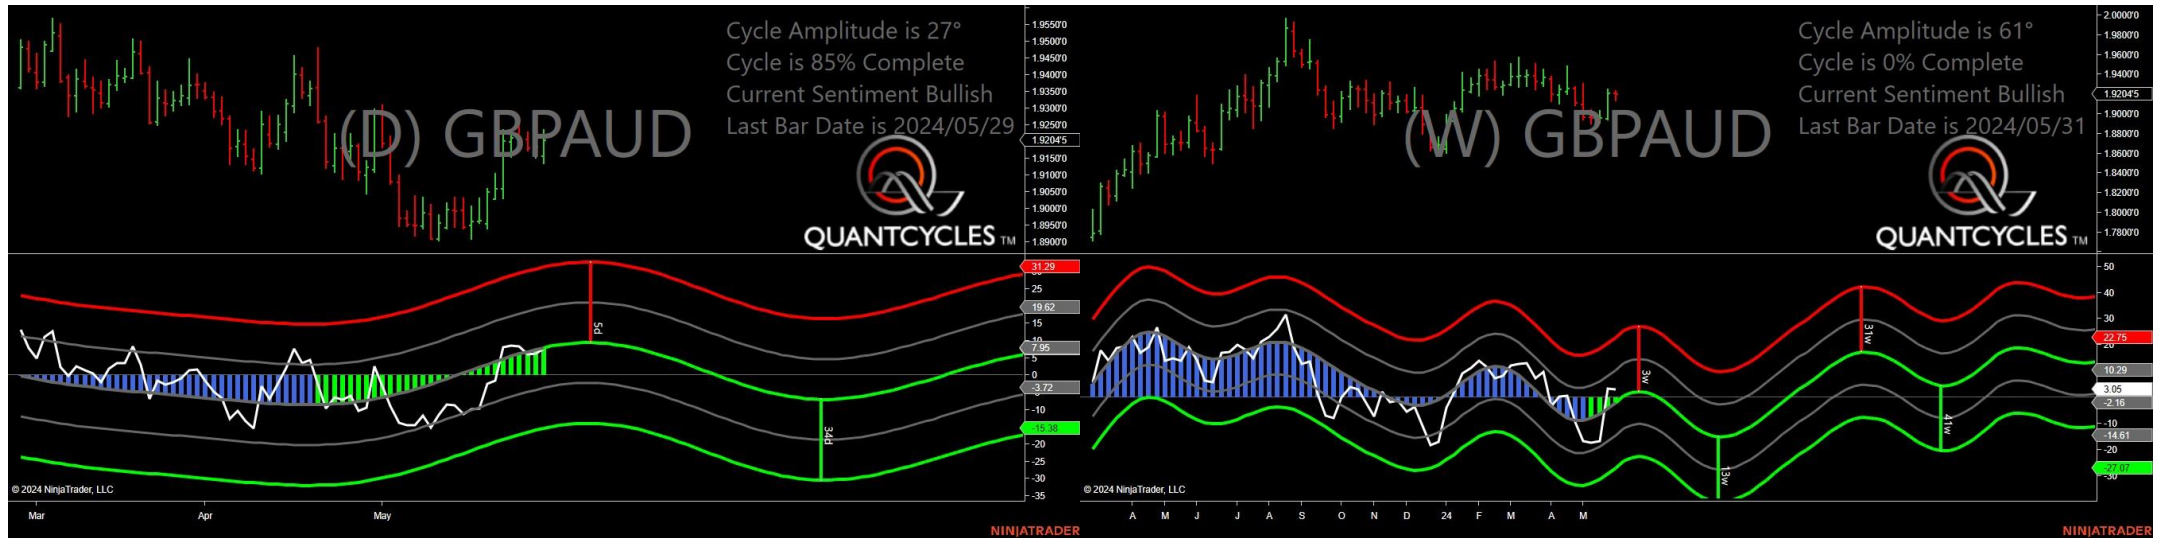 Cycle Amplitude is 27°
Cycle is 85% Complete
Current Sentiment Bullish
Last Bar Date is 2024/05/29
(D) GBPAUD
QUANTCYCLES TM
1.9550'0
1.9500'0
1.9450'0
1.9400'0
1.9350'0
1.9300'0
1.9250'0
1.9204'5
1.9150'0
1.9100'0
1.9050'0
1.9000'0
1.8950'0
1.8900'0
31.29
25
19.62
15
10
7.95
5
0
-3.72
-10
-15.38
-20
-25
-30
-35
5d
34d
© 2024 NinjaTrader, LLC
Mar
Apr
May
NINJATRADER
Cycle Amplitude is 61°
Cycle is 0% Complete
Current Sentiment Bullish
Last Bar Date is 2024/05/31
(W) GBPAUD
QUANTCYCLES TM
2.0000'0
1.9800'0
1.9600'0
1.9400'0
1.9204'5
1.9000'0
1.8800'0
1.8600'0
1.8400'0
1.8200'0
1.8000'0
1.7800'0
50
40
30
22.75
20
10.29
3.05
-2.16
-10
-14.61
-20
-27.07
-30
3w
13w
31w
41w
© 2024 NinjaTrader, LLC
A M J J A S O N D 24 F M A M
NINJATRADER